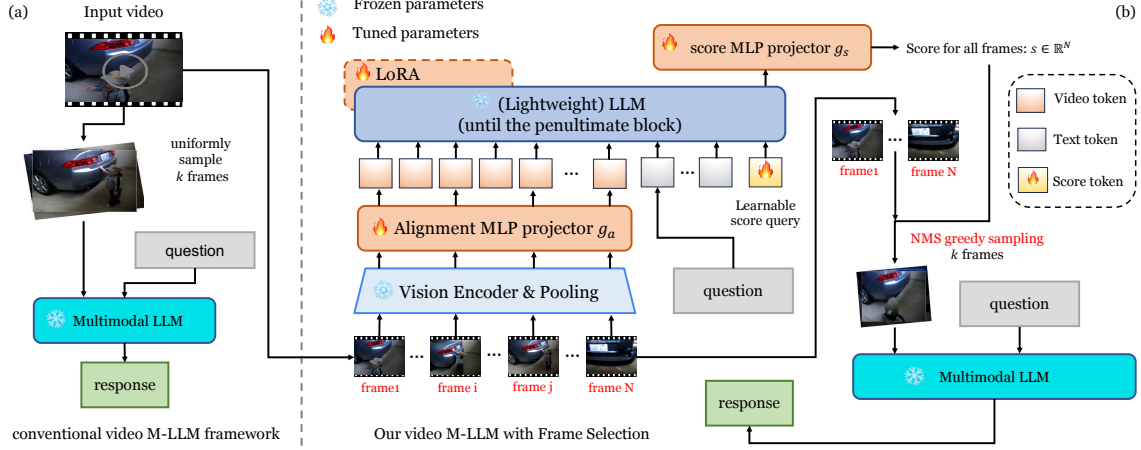 (a)
Input video
uniformly
sample
k frames
question
Multimodal LLM
response
conventional video M-LLM framework
Frozen parameters
Tuned parameters
(b)
LoRA
score MLP projector gₛ
Score for all frames: s ∈ ℝᴺ
(Lightweight) LLM
(until the penultimate block)
...
...
Learnable
score query
Alignment MLP projector gₐ
Vision Encoder & Pooling
question
...
...
...
frame1
frame i
frame j
frame N
Our video M-LLM with Frame Selection
...
frame1
frame N
Video token
Text token
Score token
NMS greedy sampling
k frames
question
Multimodal LLM
response